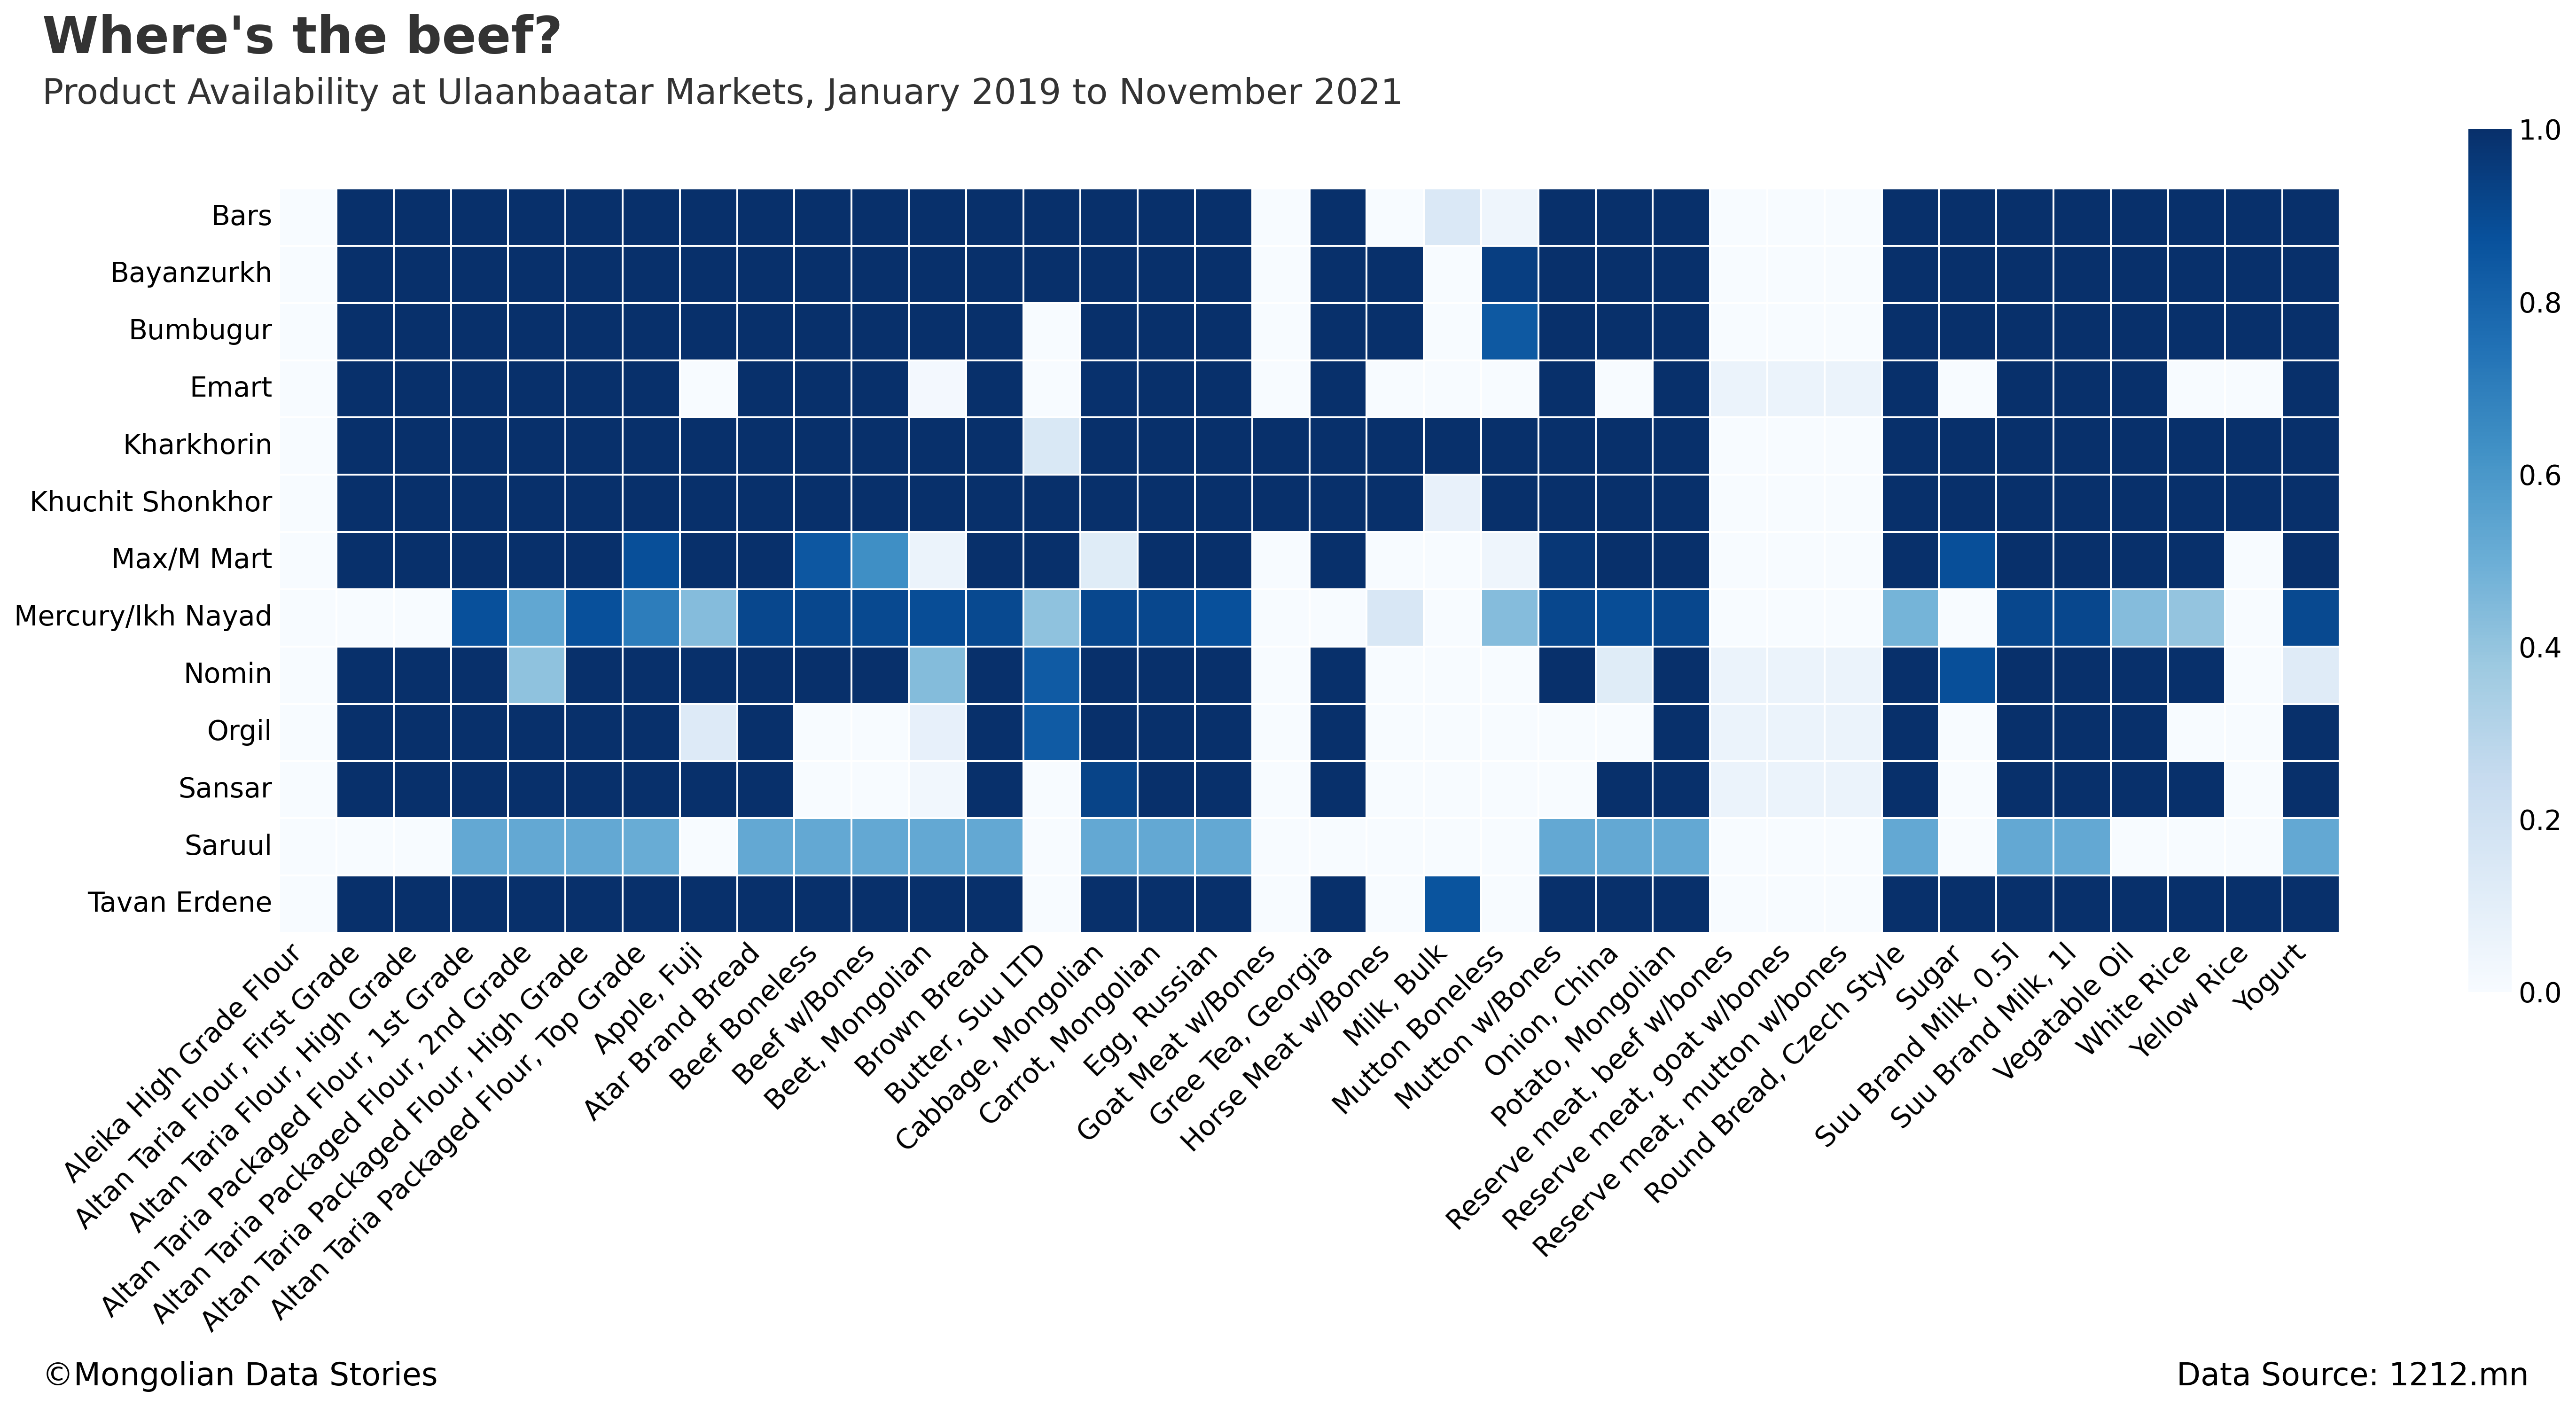 Where's the beef?
Product Availability at Ulaanbaatar Markets, January 2019 to November 2021
1.0
0.8
0.6
0.4
0.2
0.0
Bars
Bayanzurkh
Bumbugur
Emart
Kharkhorin
Khuchit Shonkhor
Max/M Mart
Mercury/Ikh Nayad
Nomin
Orgil
Sansar
Saruul
Tavan Erdene
Aleika High Grade Flour
Altan Taria Flour, First Grade
Altan Taria Flour, High Grade
Altan Taria Packaged Flour, 1st Grade
Altan Taria Packaged Flour, 2nd Grade
Altan Taria Packaged Flour, High Grade
Altan Taria Packaged Flour, Top Grade
Apple, Fuji
Atar Brand Bread
Beef Boneless
Beef w/Bones
Beet, Mongolian
Brown Bread
Butter, Suu LTD
Cabbage, Mongolian
Carrot, Mongolian
Egg, Russian
Goat Meat w/Bones
Gree Tea, Georgia
Horse Meat w/Bones
Milk, Bulk
Mutton Boneless
Mutton w/Bones
Onion, China
Potato, Mongolian
Reserve meat, beef w/bones
Reserve meat, goat w/bones
Reserve meat, mutton w/bones
Round Bread, Czech Style
Sugar
Suu Brand Milk, 0.5l
Suu Brand Milk, 1l
Vegatable Oil
White Rice
Yellow Rice
Yogurt
©Mongolian Data Stories
Data Source: 1212.mn